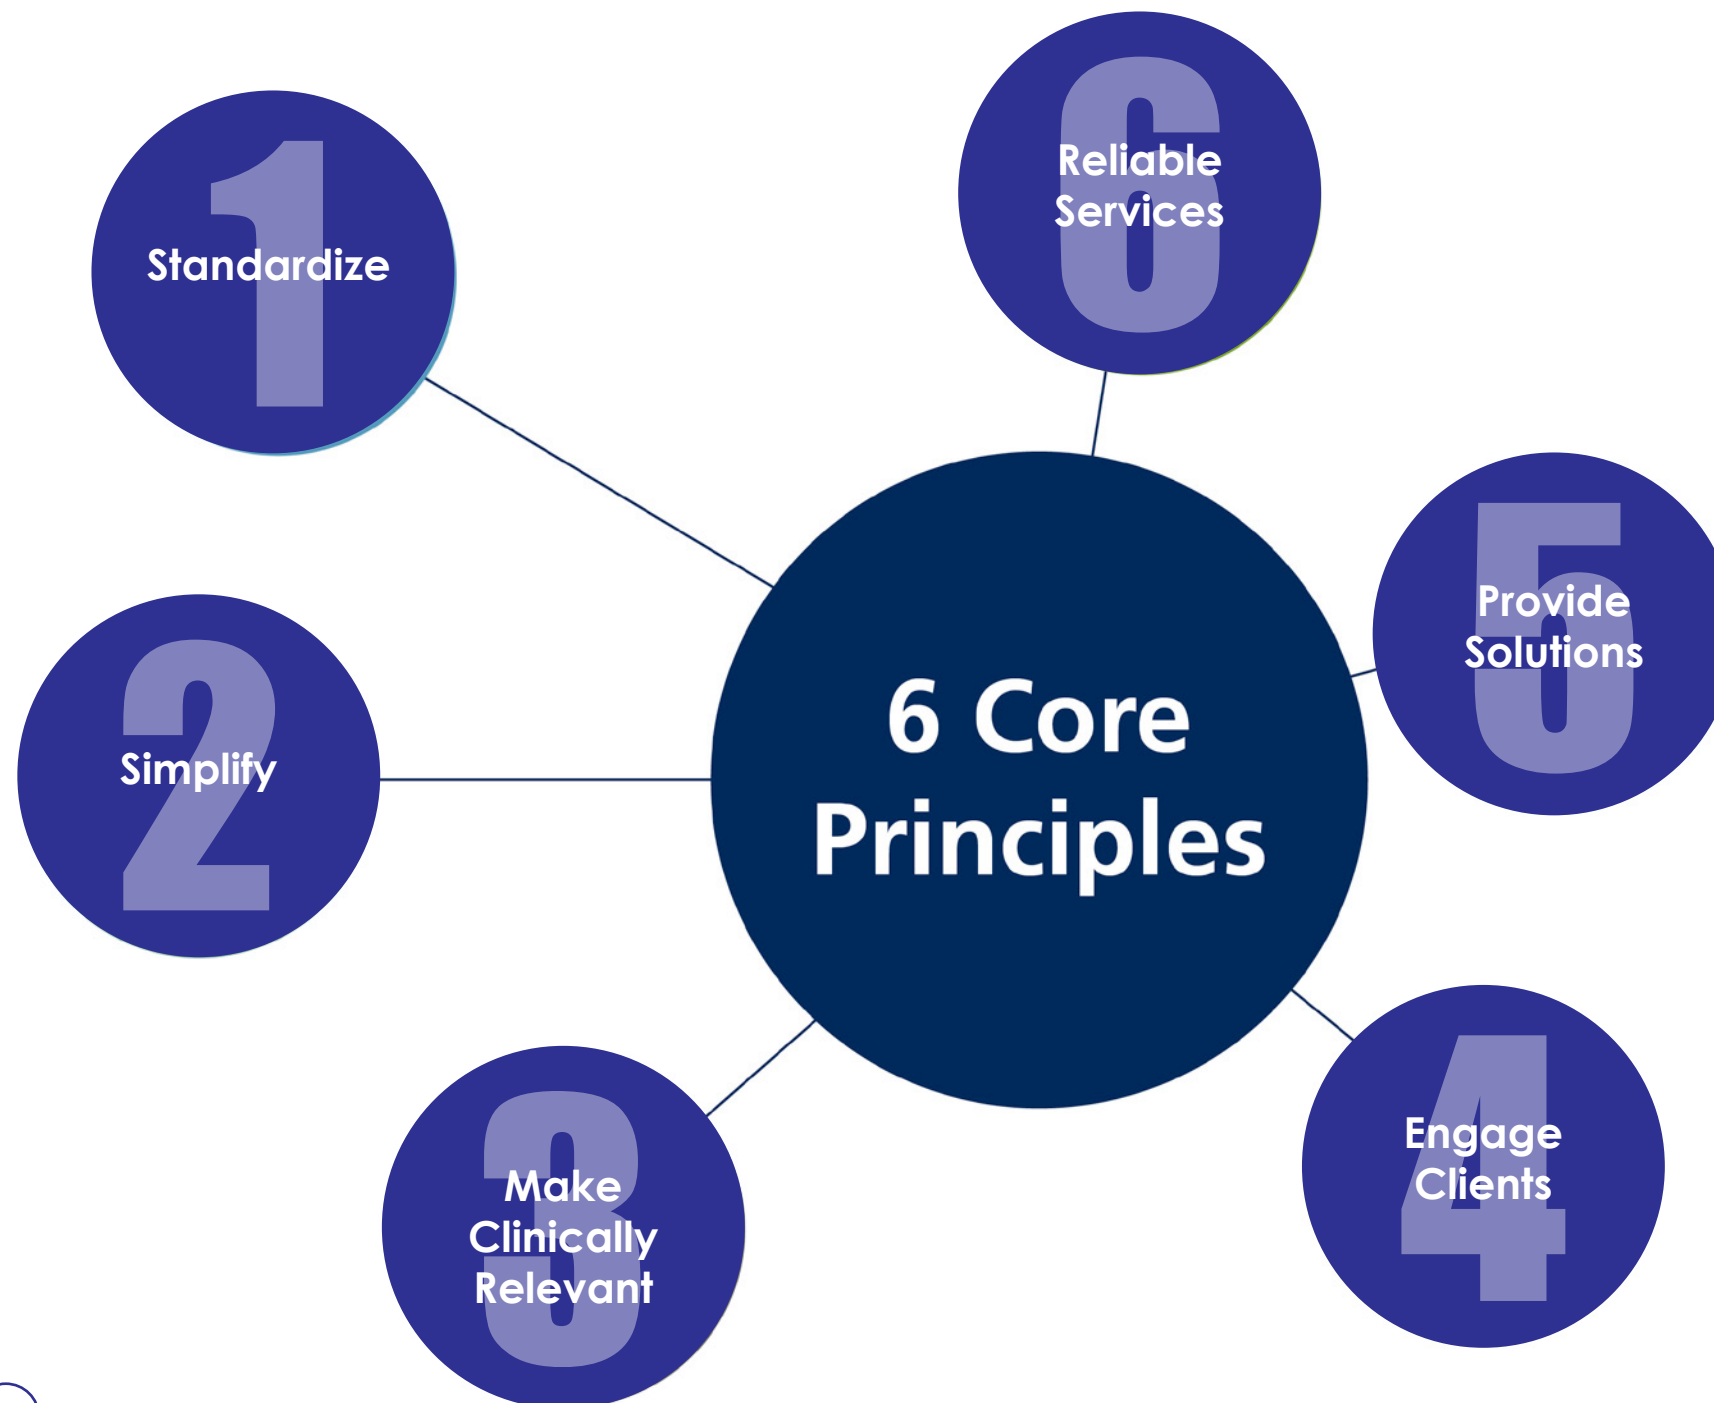 6 Core
Principles
1
Standardize
2
Simplify
3
Make
Clinically
Relevant
4
Engage
Clients
5
Provide
Solutions
6
Reliable
Services